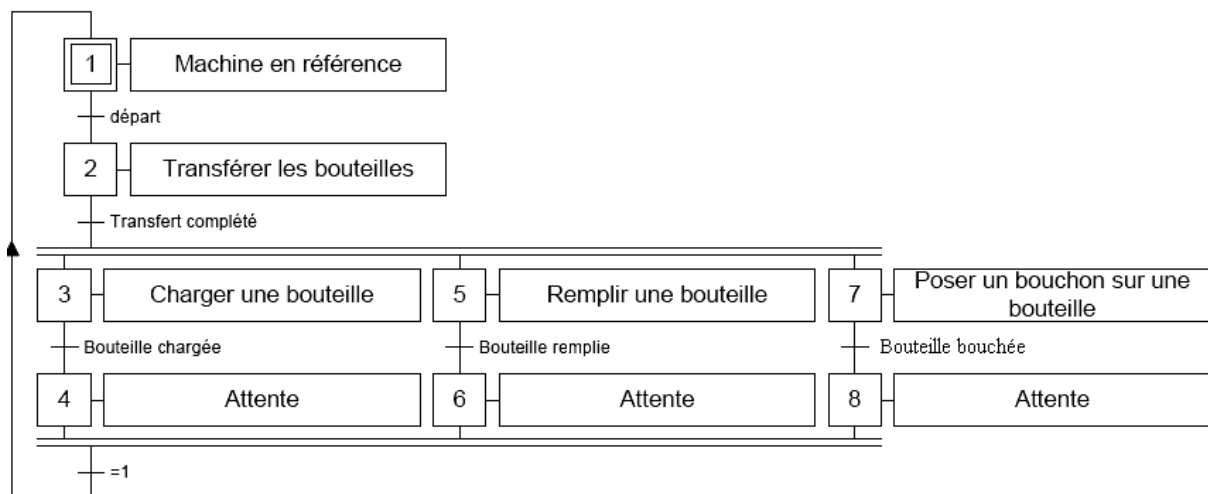 1 Machine en référence
départ
2 Transférer les bouteilles
Transfert complété
3 Charger une bouteille 5 Remplir une bouteille 7 Poser un bouchon sur une
bouteille
Bouteille chargée Bouteille remplie Bouteille bouchée
4 Attente 6 Attente 8 Attente
=1